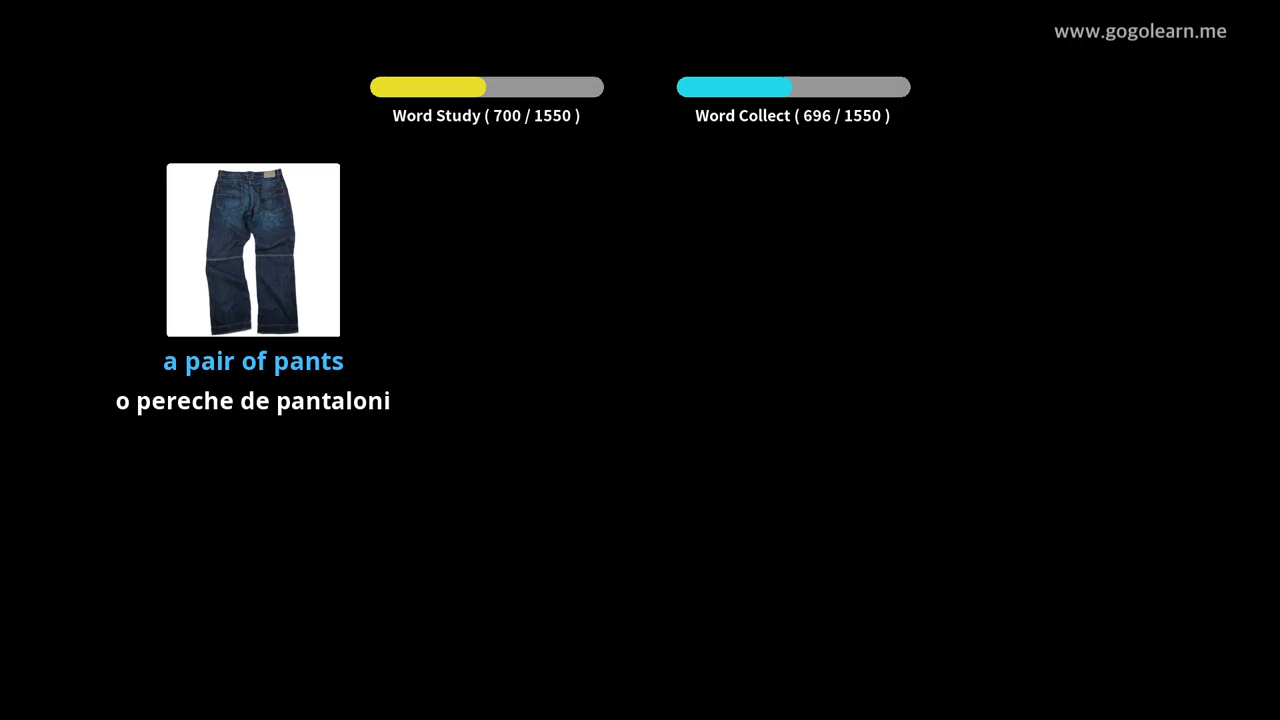 www.gogolearn.me
Word Study ( 700 / 1550 )
Word Collect ( 696 / 1550 )
a pair of pants
o pereche de pantaloni